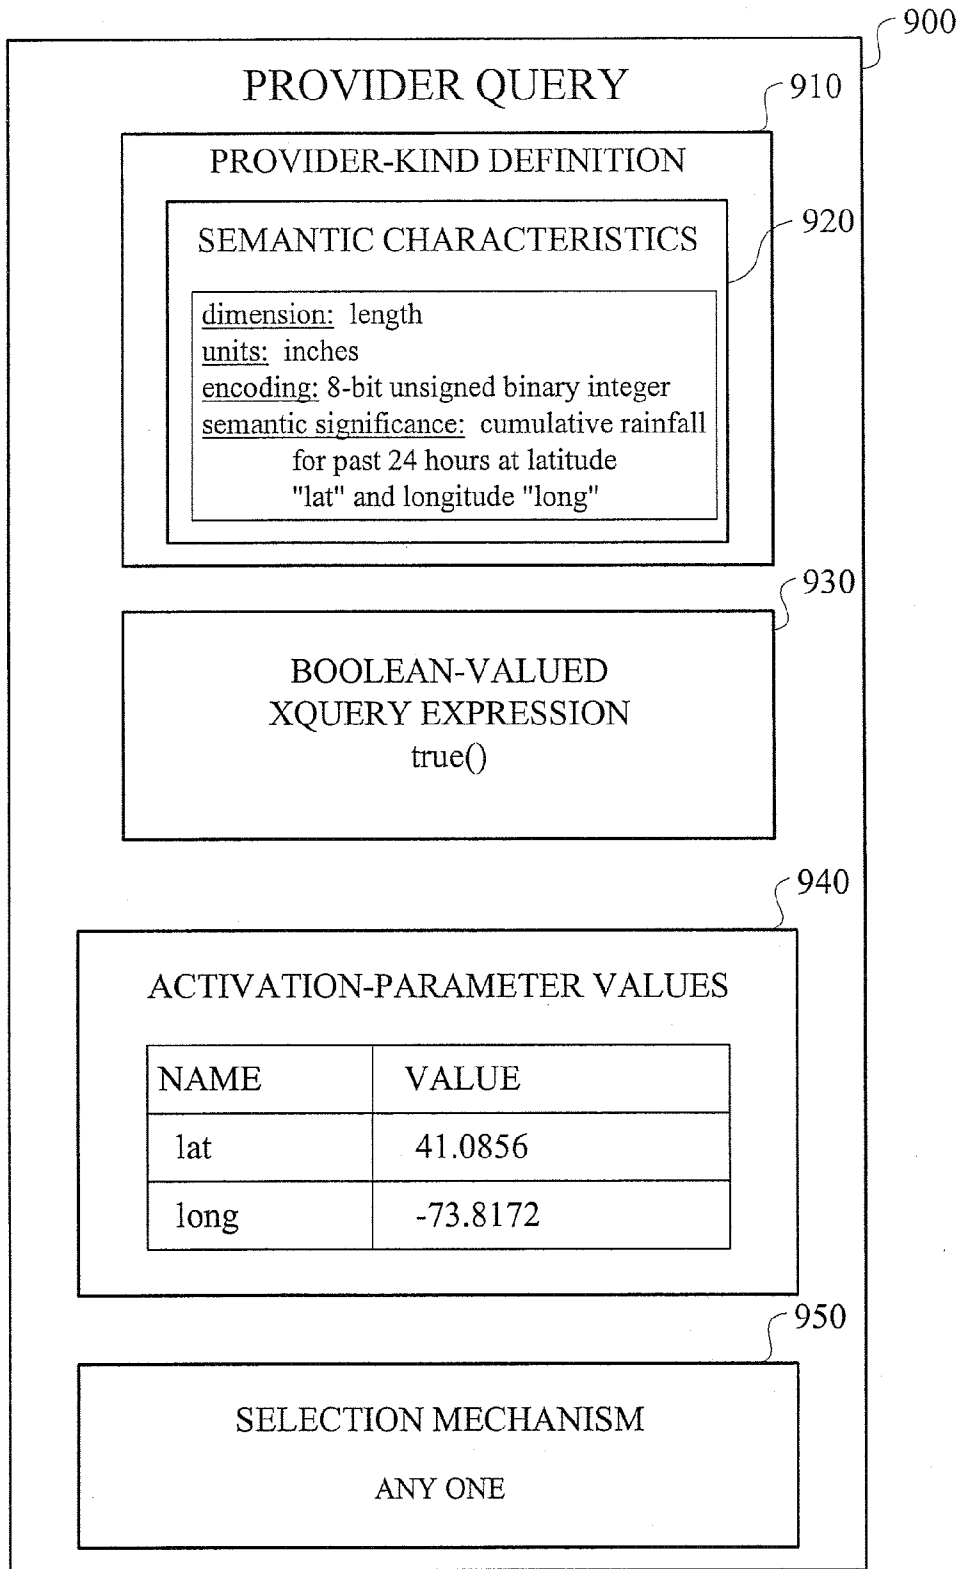 900
PROVIDER QUERY
910
PROVIDER-KIND DEFINITION
920
SEMANTIC CHARACTERISTICS
dimension: length
units: inches
encoding: 8-bit unsigned binary integer
semantic significance: cumulative rainfall
for past 24 hours at latitude
"lat" and longitude "long"
930
BOOLEAN-VALUED
XQUERY EXPRESSION
true()
940
ACTIVATION-PARAMETER VALUES
NAME VALUE
lat 41.0856
long -73.8172
950
SELECTION MECHANISM
ANY ONE